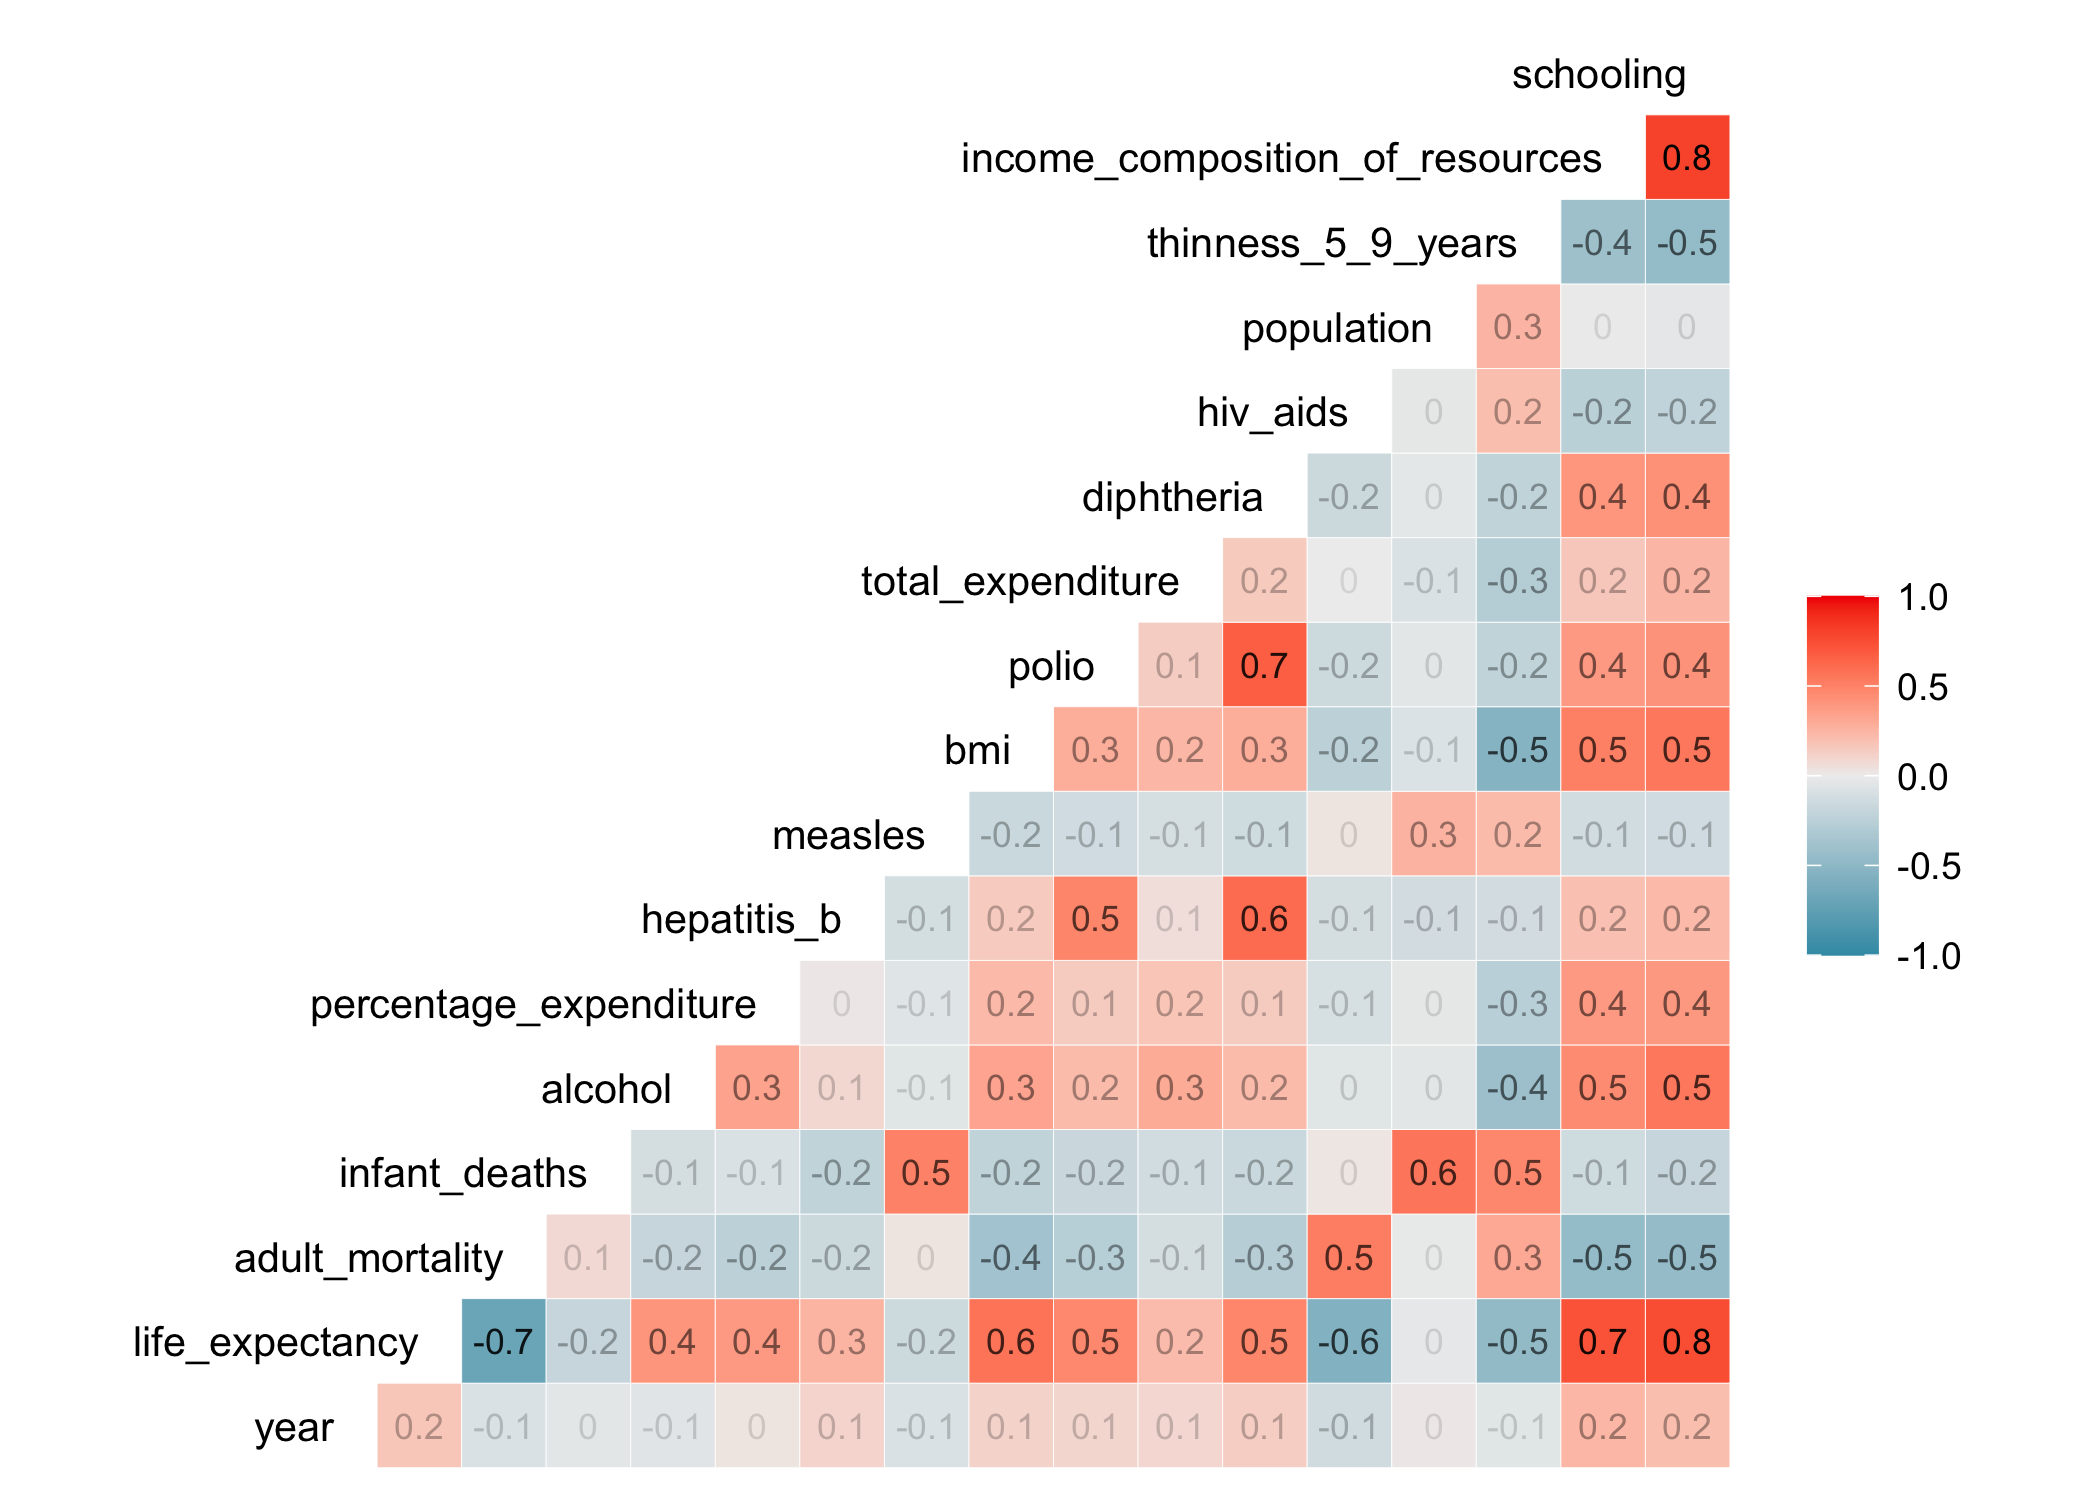 schooling
income_composition_of_resources 0.8
thinness_5_9_years -0.4 -0.5
population 0.3 0 0
hiv_aids 0 0.2 -0.2 -0.2
diphtheria -0.2 0 -0.2 0.4 0.4
total_expenditure 0.2 0 -0.1 -0.3 0.2 0.2
polio 0.1 0.7 -0.2 0 -0.2 0.4 0.4
bmi 0.3 0.2 0.3 -0.2 -0.1 -0.5 0.5 0.5
measles -0.2 -0.1 -0.1 -0.1 0 0.3 0.2 -0.1 -0.1
hepatitis_b -0.1 0.2 0.5 0.1 0.6 -0.1 -0.1 -0.1 0.2 0.2
percentage_expenditure 0 -0.1 0.2 0.1 0.2 0.1 -0.1 0 -0.3 0.4 0.4
alcohol 0.3 0.1 -0.1 0.3 0.2 0.3 0.2 0 0 -0.4 0.5 0.5
infant_deaths -0.1 -0.1 -0.2 0.5 -0.2 -0.2 -0.1 -0.2 0 0.6 0.5 -0.1 -0.2
adult_mortality 0.1 -0.2 -0.2 -0.2 0 -0.4 -0.3 -0.1 -0.3 0.5 0 0.3 -0.5 -0.5
life_expectancy -0.7 -0.2 0.4 0.4 0.3 -0.2 0.6 0.5 0.2 0.5 -0.6 0 -0.5 0.7 0.8
year 0.2 -0.1 0 -0.1 0 0.1 -0.1 0.1 0.1 0.1 0.1 -0.1 0 -0.1 0.2 0.2
1.0
0.5
0.0
-0.5
-1.0